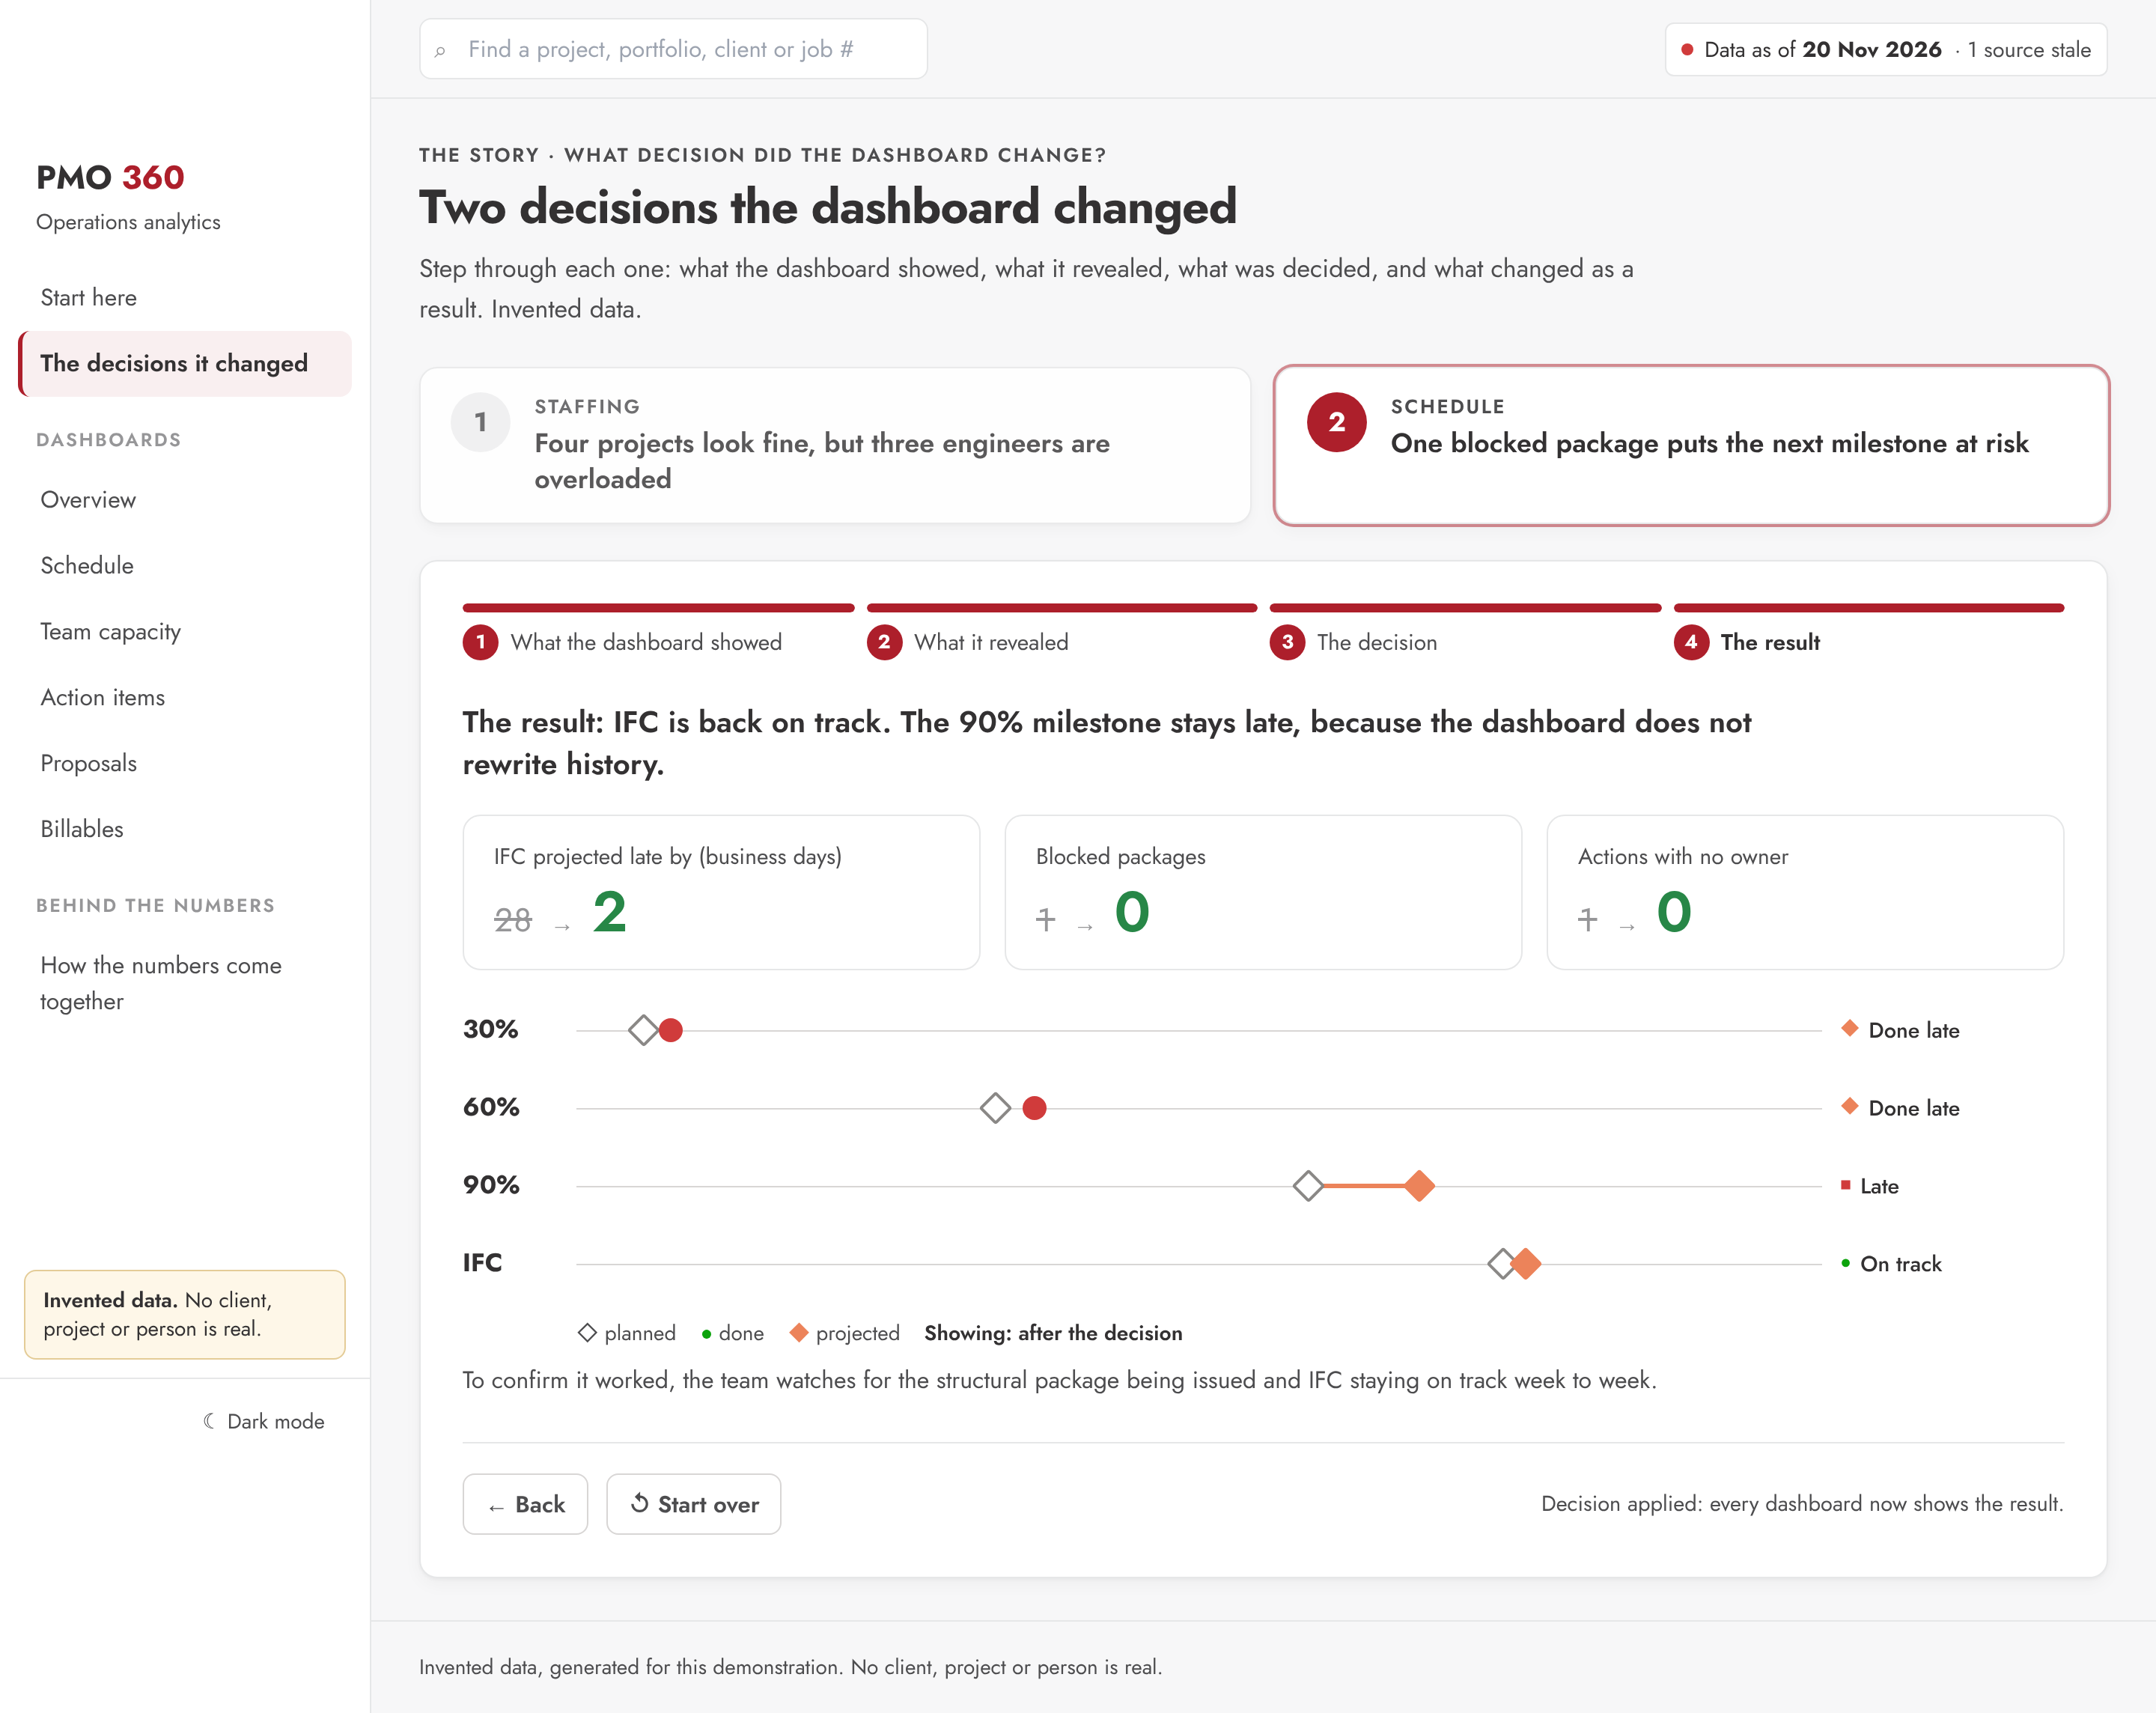 PMO 360
Operations analytics
Start here
The decisions it changed
DASHBOARDS
Overview
Schedule
Team capacity
Action items
Proposals
Billables
BEHIND THE NUMBERS
How the numbers come
together
Invented data. No client,
project or person is real.
☾ Dark mode
Find a project, portfolio, client or job #
Data as of 20 Nov 2026 · 1 source stale
THE STORY · WHAT DECISION DID THE DASHBOARD CHANGE?
Two decisions the dashboard changed
Step through each one: what the dashboard showed, what it revealed, what was decided, and what changed as a
result. Invented data.
1
STAFFING
Four projects look fine, but three engineers are
overloaded
2
SCHEDULE
One blocked package puts the next milestone at risk
1 What the dashboard showed
2 What it revealed
3 The decision
4 The result
The result: IFC is back on track. The 90% milestone stays late, because the dashboard does not
rewrite history.
IFC projected late by (business days)
28 → 2
Blocked packages
1 → 0
Actions with no owner
1 → 0
30% Done late
60% Done late
90% Late
IFC On track
planned done projected Showing: after the decision
To confirm it worked, the team watches for the structural package being issued and IFC staying on track week to week.
← Back
↺ Start over
Decision applied: every dashboard now shows the result.
Invented data, generated for this demonstration. No client, project or person is real.